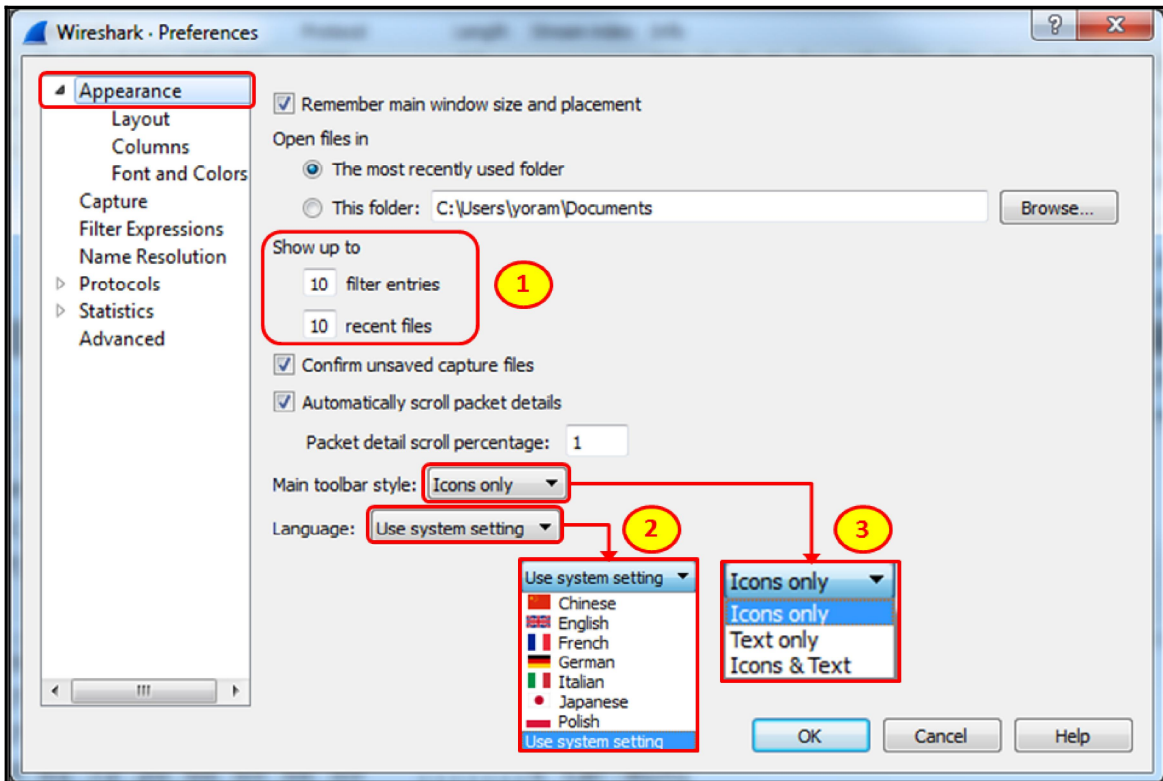 Wireshark · Preferences
Appearance
Layout
Columns
Font and Colors
Capture
Filter Expressions
Name Resolution
Protocols
Statistics
Advanced
Remember main window size and placement
Open files in
The most recently used folder
This folder: C:\Users\yoram\Documents Browse...
Show up to
10 filter entries
10 recent files
1
Confirm unsaved capture files
Automatically scroll packet details
Packet detail scroll percentage: 1
Main toolbar style: Icons only
Language: Use system setting
2
3
Use system setting
Chinese
English
French
German
Italian
Japanese
Polish
Use system setting
Icons only
Icons only
Text only
Icons & Text
OK Cancel Help